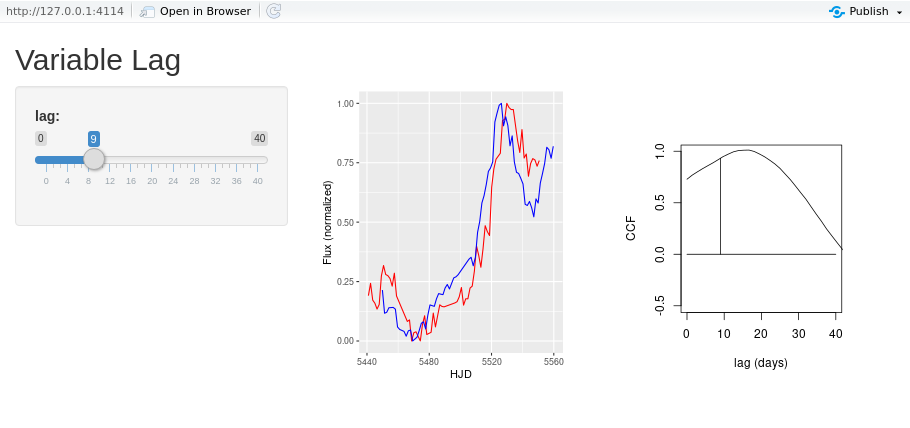 http://127.0.0.1:4114 Open in Browser Publish
Variable Lag
lag:
0 9 40
0 4 8 12 16 20 24 28 32 36 40
1.00
0.75
0.50
0.25
0.00
Flux (normalized)
5440 5480 5520 5560
HJD
1.0
0.5
0.0
-0.5
CCF
0 10 20 30 40
lag (days)